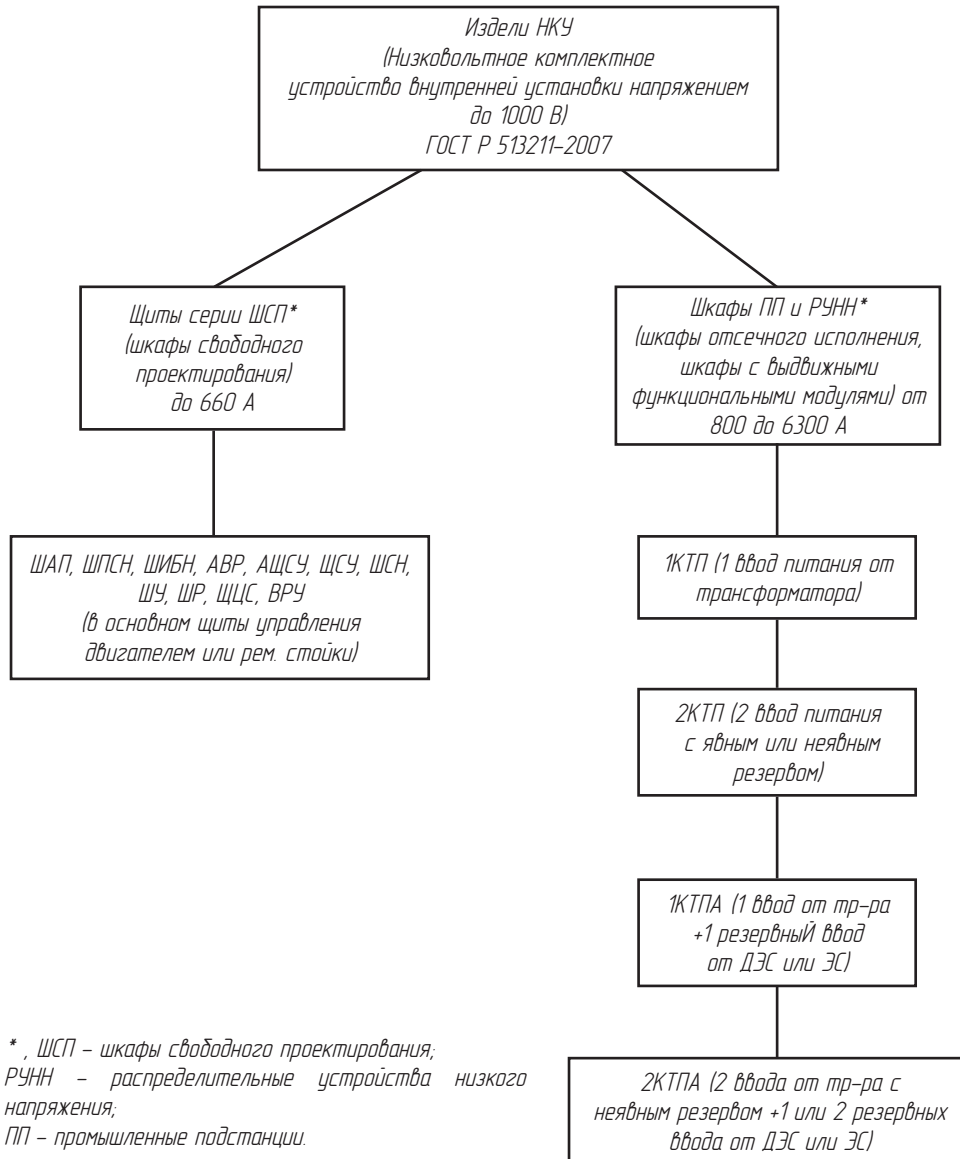 Издели НКУ
(Низковольтное комплектное
устройство внутренней установки напряжением
до 1000 В)
ГОСТ Р 513211–2007
Щиты серии ШСП*
(шкафы свободного
проектирования)
до 660 А
Шкафы ПП и РУНН*
(шкафы отсечного исполнения,
шкафы с выдвижными
функциональными модулями) от
800 до 6300 А
ШАП, ШПСН, ШИБН, АВР, АЩСУ, ЩСУ, ШСН,
ШУ, ШР, ЩЦС, ВРУ
(в основном щиты управления
двигателем или рем. стойки)
1КТП (1 ввод питания от
трансформатора)
2КТП (2 ввод питания
с явным или неявным
резервом)
1КТПА (1 ввод от тр–ра
+1 резервныЙ ввод
от ДЭС или ЭС)
2КТПА (2 ввода от тр–ра с
неявным резервом +1 или 2 резервных
ввода от ДЭС или ЭС)
* , ШСП – шкафы свободного проектирования;
РУНН – распределительные устройства низкого
напряжения;
ПП – промышленные подстанции.